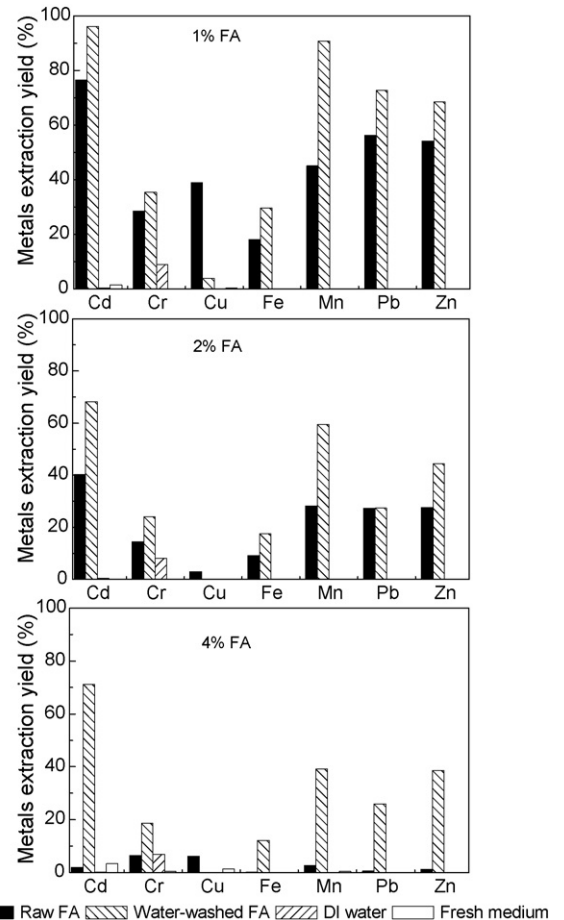 Metals extraction yield (%)
100
80
60
40
20
0
1% FA
Cd Cr Cu Fe Mn Pb Zn
Metals extraction yield (%)
100
80
60
40
20
0
2% FA
Cd Cr Cu Fe Mn Pb Zn
Metals extraction yield (%)
100
80
60
40
20
0
4% FA
Cd Cr Cu Fe Mn Pb Zn
Raw FA Water-washed FA DI water Fresh medium